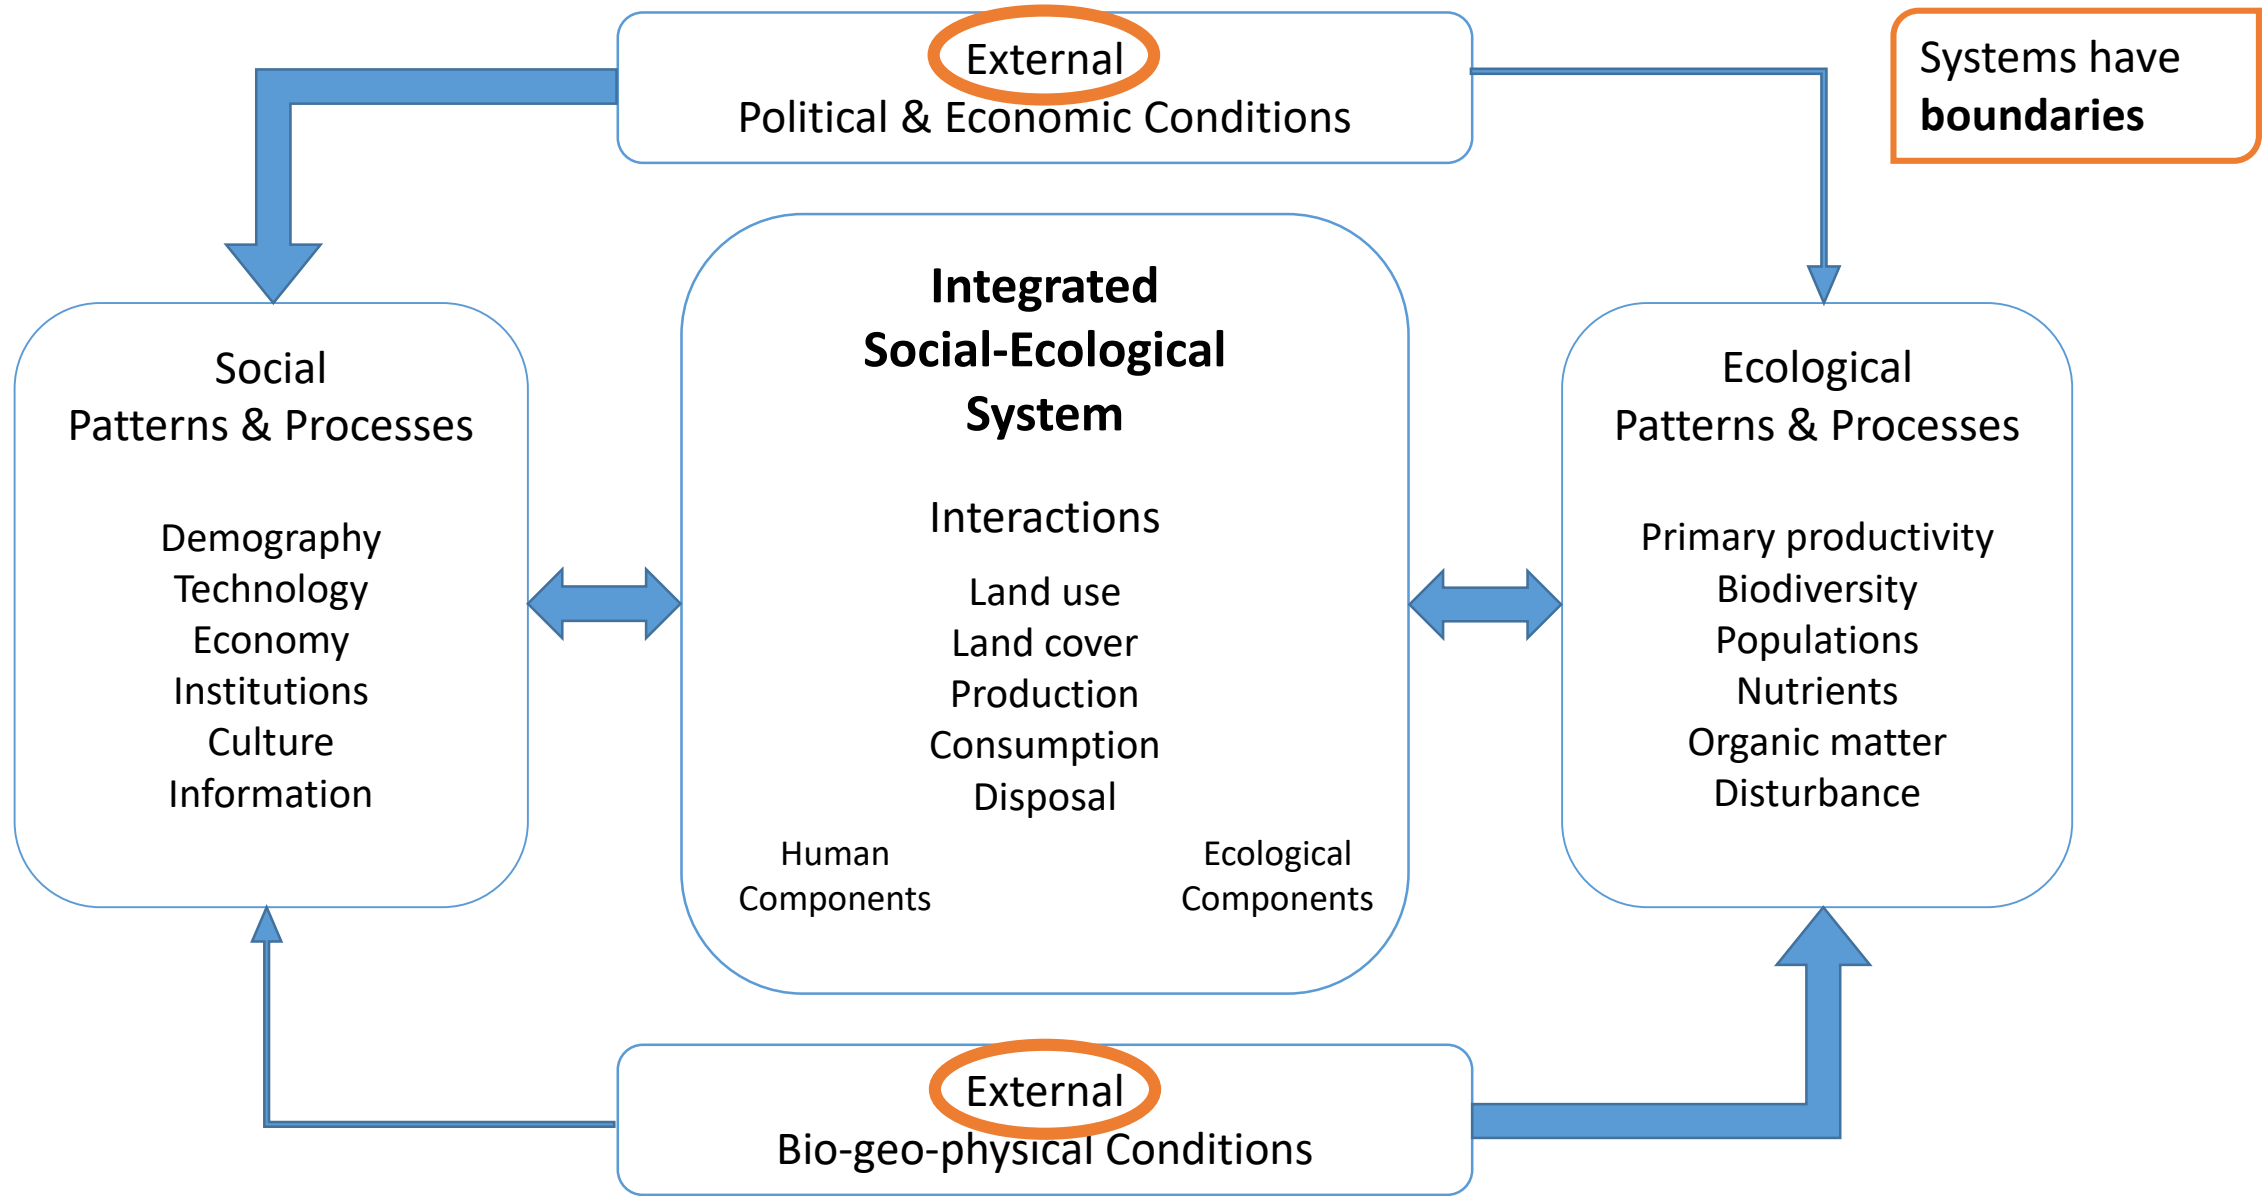 External
Political & Economic Conditions
Systems have
boundaries
Integrated
Social-Ecological
System
Interactions
Land use
Land cover
Production
Consumption
Disposal
Human
Components
Ecological
Components
Social
Patterns & Processes
Demography
Technology
Economy
Institutions
Culture
Information
Ecological
Patterns & Processes
Primary productivity
Biodiversity
Populations
Nutrients
Organic matter
Disturbance
External
Bio-geo-physical Conditions